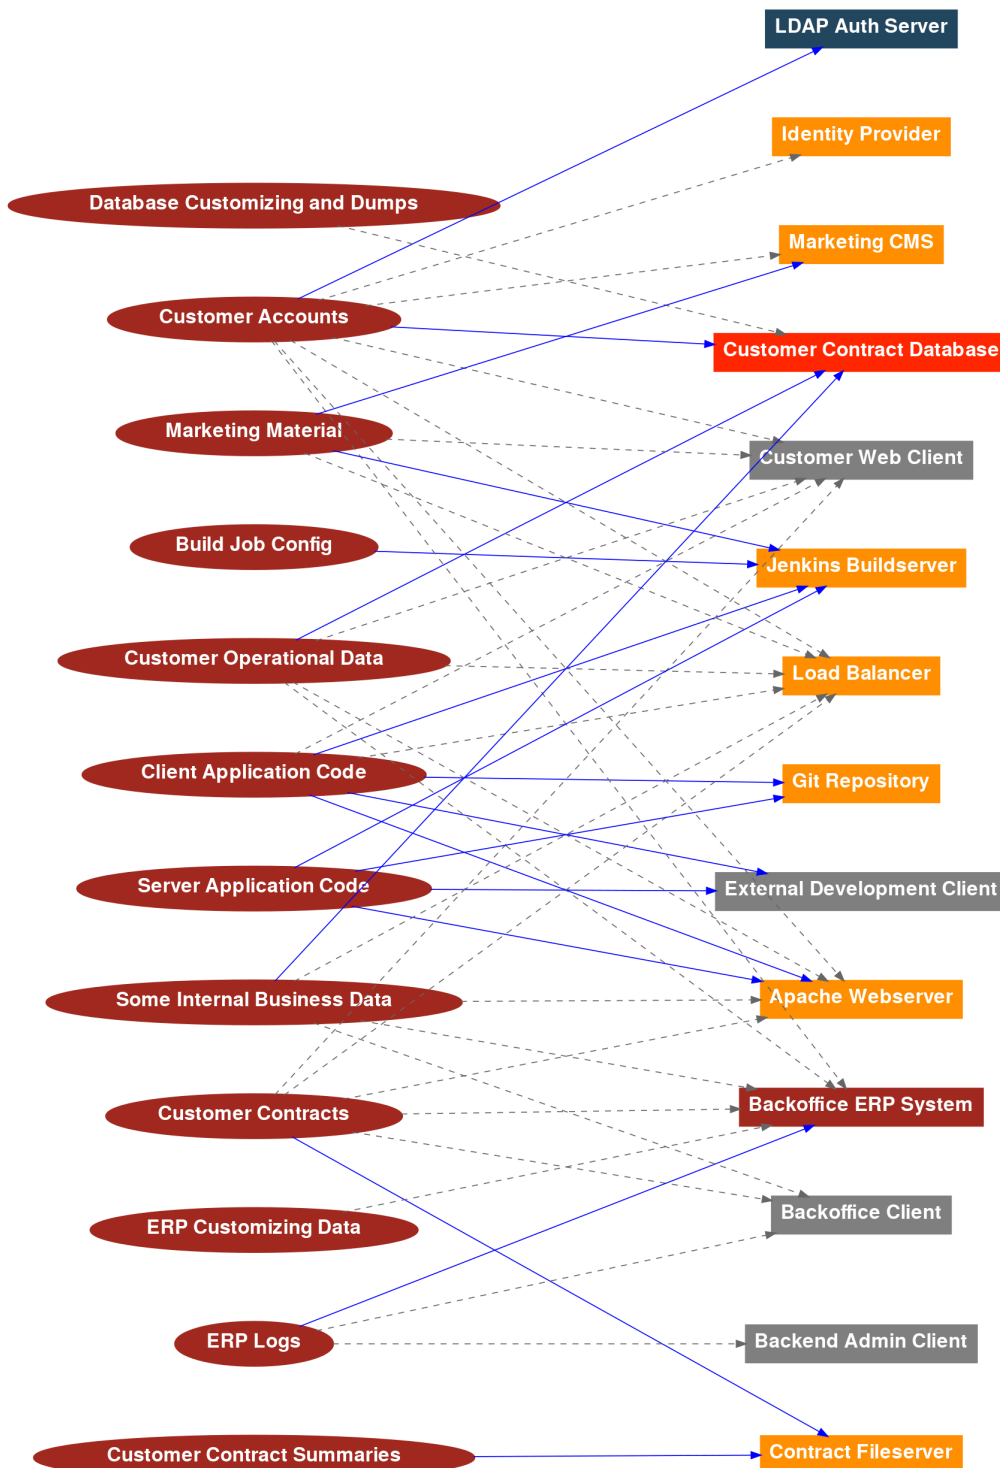 LDAP Auth Server
Identity Provider
Database Customizing and Dumps
Marketing CMS
Customer Accounts
Customer Contract Database
Marketing Material
Customer Web Client
Build Job Config
Jenkins Buildserver
Customer Operational Data
Load Balancer
Client Application Code
Git Repository
Server Application Code
External Development Client
Some Internal Business Data
Apache Webserver
Customer Contracts
Backoffice ERP System
ERP Customizing Data
Backoffice Client
ERP Logs
Backend Admin Client
Customer Contract Summaries
Contract Fileserver